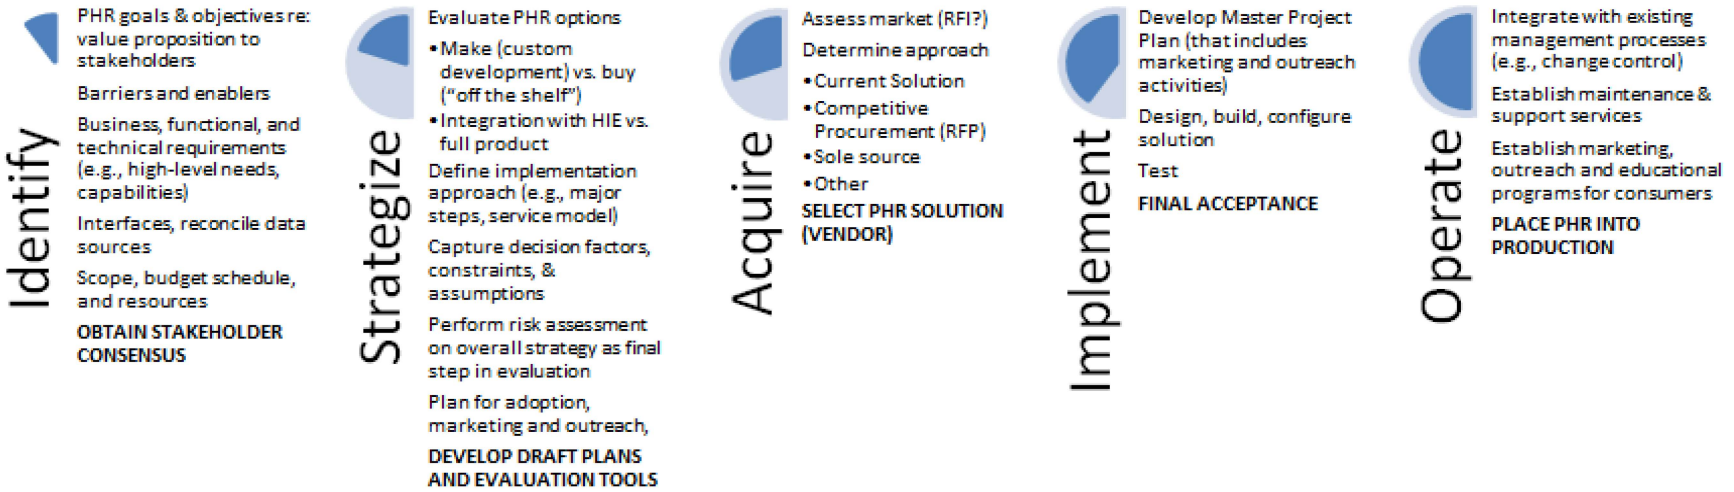 Identify
PHR goals & objectives re:
value proposition to
stakeholders
Barriers and enablers
Business, functional, and
technical requirements
(e.g., high-level needs,
capabilities)
Interfaces, reconcile data
sources
Scope, budget schedule,
and resources
OBTAIN STAKEHOLDER
CONSENSUS
Strategize
Evaluate PHR options
•Make (custom
development) vs. buy
(“off the shelf”)
•Integration with HIE vs.
full product
Define implementation
approach (e.g., major
steps, service model)
Capture decision factors,
constraints, &
assumptions
Perform risk assessment
on overall strategy as final
step in evaluation
Plan for adoption,
marketing and outreach,
DEVELOP DRAFT PLANS
AND EVALUATION TOOLS
Acquire
Assess market (RFI?)
Determine approach
•Current Solution
•Competitive
Procurement (RFP)
•Sole source
•Other
SELECT PHR SOLUTION
(VENDOR)
Implement
Develop Master Project
Plan (that includes
marketing and outreach
activities)
Design, build, configure
solution
Test
FINAL ACCEPTANCE
Operate
Integrate with existing
management processes
(e.g., change control)
Establish maintenance &
support services
Establish marketing,
outreach and educational
programs for consumers
PLACE PHR INTO
PRODUCTION